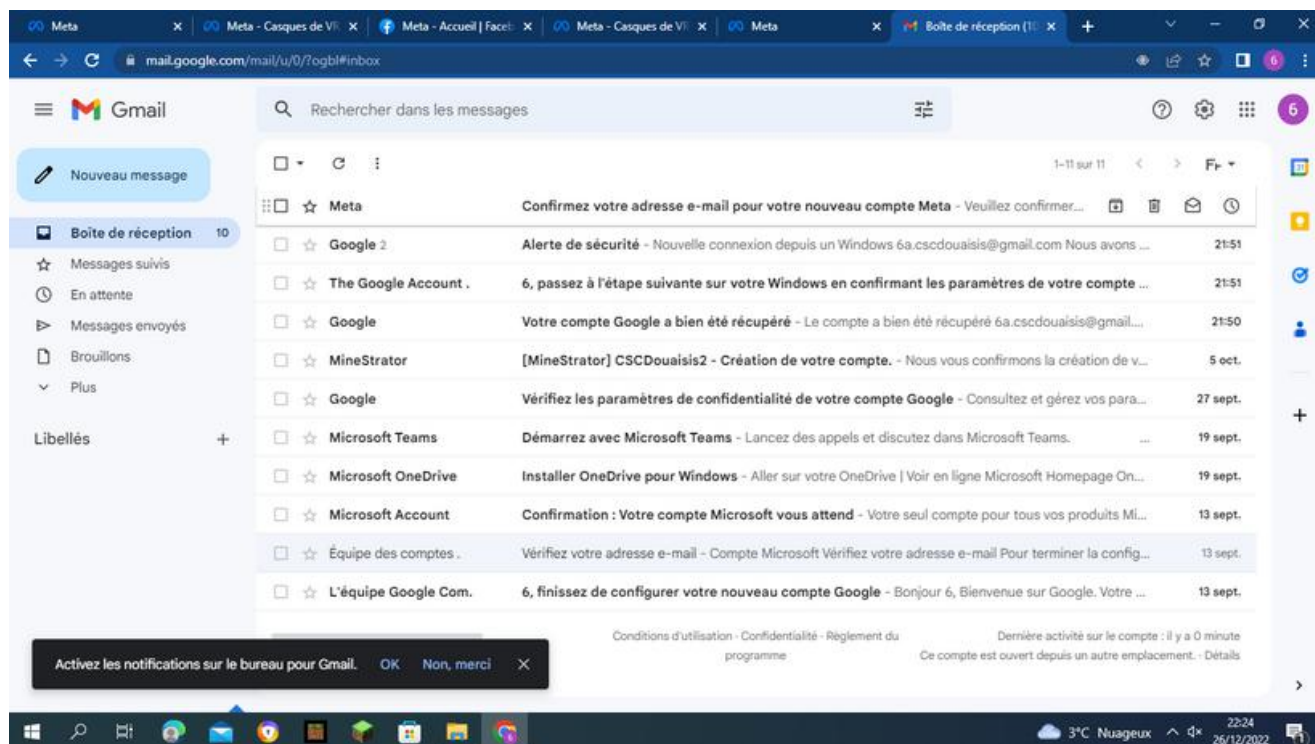 Meta
Meta - Casques de VR
Meta - Accueil | Faceb
Meta - Casques de VR
Meta
Boîte de réception (10
mail.google.com/mail/u/0/?ogbl#inbox
6
Gmail
Rechercher dans les messages
6
Nouveau message
1–11 sur 11
Boîte de réception 10
Messages suivis
En attente
Messages envoyés
Brouillons
Plus
Libellés
Meta Confirmez votre adresse e-mail pour votre nouveau compte Meta - Veuillez confirmer...
Google 2 Alerte de sécurité - Nouvelle connexion depuis un Windows 6a.cscdouaisis@gmail.com Nous avons ... 21:51
The Google Account . 6, passez à l'étape suivante sur votre Windows en confirmant les paramètres de votre compte ... 21:51
Google Votre compte Google a bien été récupéré - Le compte a bien été récupéré 6a.cscdouaisis@gmail.... 21:50
MineStrator [MineStrator] CSCDouaisis2 - Création de votre compte. - Nous vous confirmons la création de v... 5 oct.
Google Vérifiez les paramètres de confidentialité de votre compte Google - Consultez et gérez vos para... 27 sept.
Microsoft Teams Démarrez avec Microsoft Teams - Lancez des appels et discutez dans Microsoft Teams. ... 19 sept.
Microsoft OneDrive Installer OneDrive pour Windows - Aller sur votre OneDrive | Voir en ligne Microsoft Homepage On... 19 sept.
Microsoft Account Confirmation : Votre compte Microsoft vous attend - Votre seul compte pour tous vos produits Mi... 13 sept.
Équipe des comptes . Vérifiez votre adresse e-mail - Compte Microsoft Vérifiez votre adresse e-mail Pour terminer la config... 13 sept.
L'équipe Google Com. 6, finissez de configurer votre nouveau compte Google - Bonjour 6, Bienvenue sur Google. Votre ... 13 sept.
Conditions d'utilisation · Confidentialité · Règlement du
programme
Dernière activité sur le compte : il y a 0 minute
Ce compte est ouvert depuis un autre emplacement. · Détails
Activez les notifications sur le bureau pour Gmail. OK Non, merci
3°C Nuageux
22:24
26/12/2022